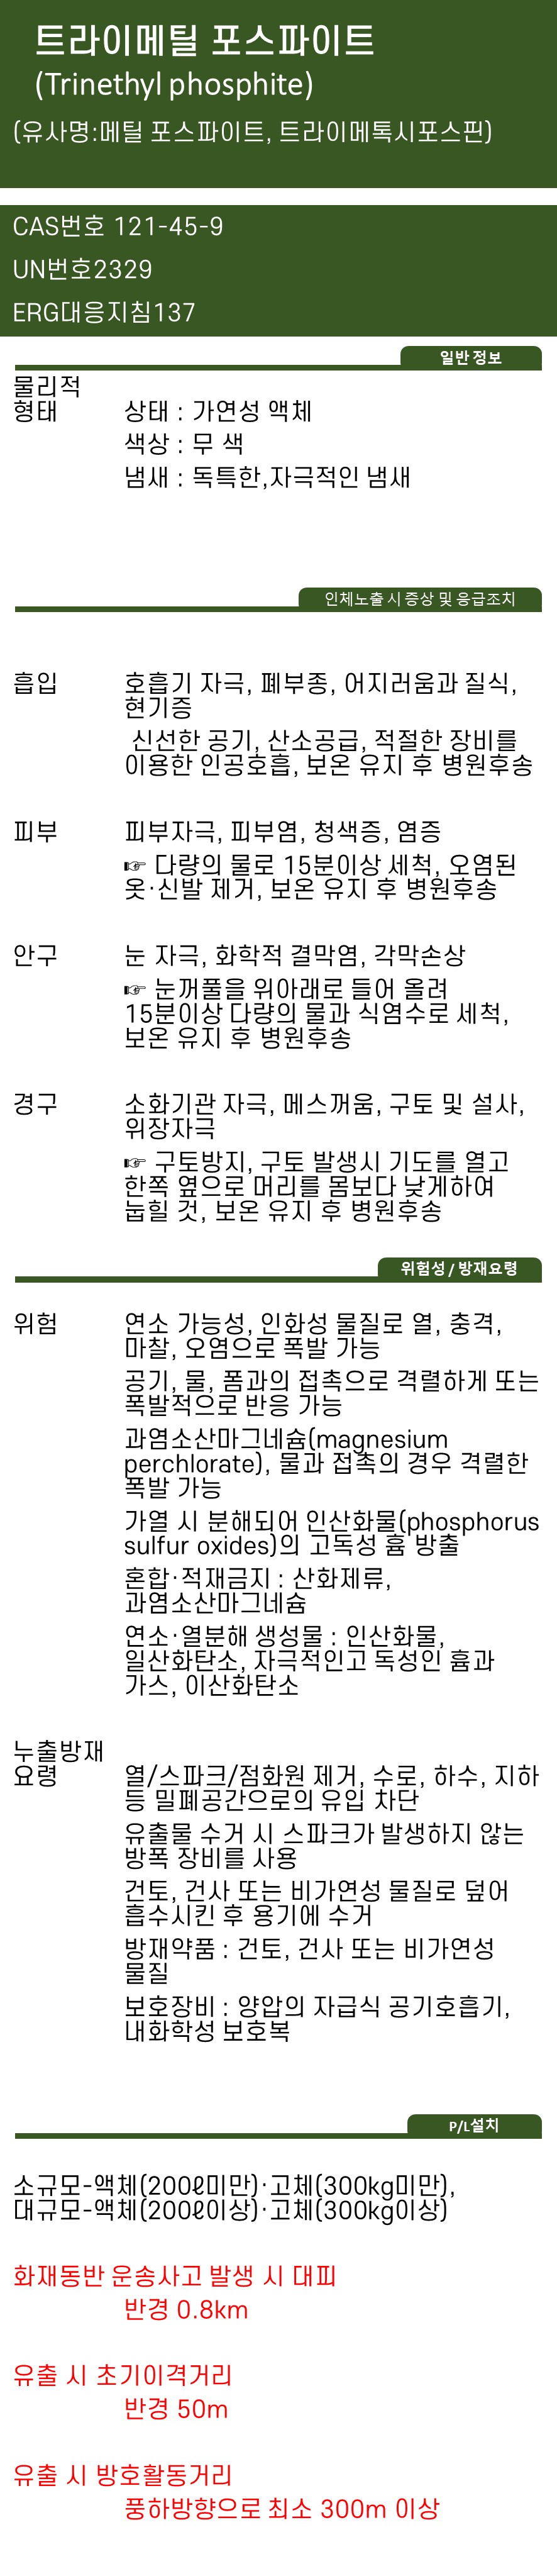 트라이메틸 포스파이트
(Trinethyl phosphite)
(유사명:메틸 포스파이트, 트라이메톡시포스핀)
CAS번호 121-45-9
UN번호2329
ERG대응지침137
일반 정보
물리적
형태
상태 : 가연성 액체
색상 : 무 색
냄새 : 독특한,자극적인 냄새
인체노출 시 증상 및 응급조치
흡입
호흡기 자극, 폐부종, 어지러움과 질식,
현기증
신선한 공기, 산소공급, 적절한 장비를
이용한 인공호흡, 보온 유지 후 병원후송
피부
피부자극, 피부염, 청색증, 염증
☞ 다량의 물로 15분이상 세척, 오염된
옷·신발 제거, 보온 유지 후 병원후송
안구
눈 자극, 화학적 결막염, 각막손상
☞ 눈꺼풀을 위아래로 들어 올려
15분이상 다량의 물과 식염수로 세척,
보온 유지 후 병원후송
경구
소화기관 자극, 메스꺼움, 구토 및 설사,
위장자극
☞ 구토방지, 구토 발생시 기도를 열고
한쪽 옆으로 머리를 몸보다 낮게하여
눕힐 것, 보온 유지 후 병원후송
위험성 / 방재요령
위험
연소 가능성, 인화성 물질로 열, 충격,
마찰, 오염으로 폭발 가능
공기, 물, 폼과의 접촉으로 격렬하게 또는
폭발적으로 반응 가능
과염소산마그네슘(magnesium
perchlorate), 물과 접촉의 경우 격렬한
폭발 가능
가열 시 분해되어 인산화물(phosphorus
sulfur oxides)의 고독성 흄 방출
혼합·적재금지 : 산화제류,
과염소산마그네슘
연소·열분해 생성물 : 인산화물,
일산화탄소, 자극적인고 독성인 흄과
가스, 이산화탄소
누출방재
요령
열/스파크/점화원 제거, 수로, 하수, 지하
등 밀폐공간으로의 유입 차단
유출물 수거 시 스파크가 발생하지 않는
방폭 장비를 사용
건토, 건사 또는 비가연성 물질로 덮어
흡수시킨 후 용기에 수거
방재약품 : 건토, 건사 또는 비가연성
물질
보호장비 : 양압의 자급식 공기호흡기,
내화학성 보호복
P/L설치
소규모-액체(200ℓ미만)·고체(300kg미만),
대규모-액체(200ℓ이상)·고체(300kg이상)
화재동반 운송사고 발생 시 대피
반경 0.8km
유출 시 초기이격거리
반경 50m
유출 시 방호활동거리
풍하방향으로 최소 300m 이상